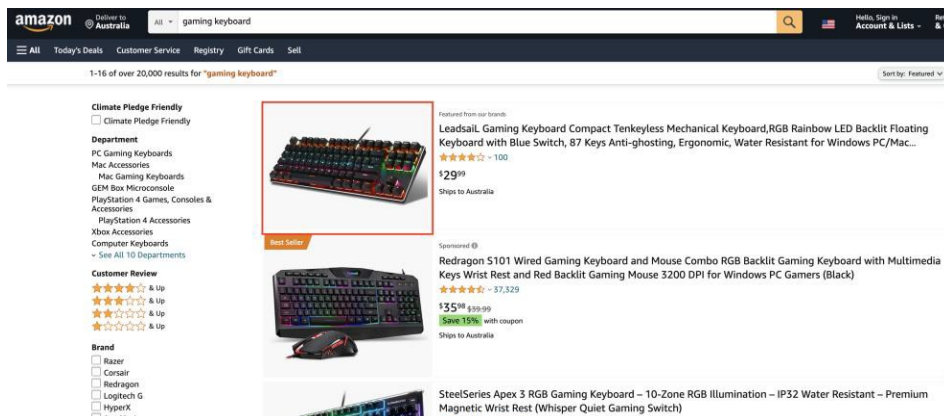 amazon
Deliver to
Australia
All
gaming keyboard
Hello, Sign in
Account & Lists
Re
&
All
Today's Deals
Customer Service
Registry
Gift Cards
Sell
1-16 of over 20,000 results for "gaming keyboard"
Sort by: Featured
Climate Pledge Friendly
Climate Pledge Friendly
Department
PC Gaming Keyboards
Mac Accessories
Mac Gaming Keyboards
GEM Box Microconsole
PlayStation 4 Games, Consoles &
Accessories
PlayStation 4 Accessories
Xbox Accessories
Computer Keyboards
See All 10 Departments
Customer Review
& Up
& Up
& Up
& Up
Brand
Razer
Corsair
Redragon
Logitech G
HyperX
Featured from our brands
LeadsaiL Gaming Keyboard Compact Tenkeyless Mechanical Keyboard,RGB Rainbow LED Backlit Floating
Keyboard with Blue Switch, 87 Keys Anti-ghosting, Ergonomic, Water Resistant for Windows PC/Mac...
100
$2999
Ships to Australia
Best Seller
Sponsored
Redragon S101 Wired Gaming Keyboard and Mouse Combo RGB Backlit Gaming Keyboard with Multimedia
Keys Wrist Rest and Red Backlit Gaming Mouse 3200 DPI for Windows PC Gamers (Black)
37,329
$3598 $39.99
Save 15% with coupon
Ships to Australia
SteelSeries Apex 3 RGB Gaming Keyboard – 10-Zone RGB Illumination – IP32 Water Resistant – Premium
Magnetic Wrist Rest (Whisper Quiet Gaming Switch)